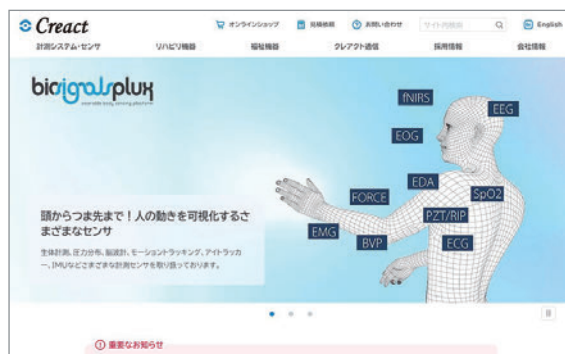 Creact
オンラインショップ
見積依頼
お問い合わせ
サイト内検索
English
計測システム・センサ
リハビリ機器
福祉機器
クレアクト通信
採用情報
会社情報
biosignalsplux
wearable body sensing platform
fNIRS
EEG
EOG
EDA
SpO2
FORCE
PZT/RIP
EMG
BVP
ECG
頭からつま先まで！人の動きを可視化するさ
まざまなセンサ
生体計測、圧力分布、脳波計、モーショントラッキング、アイトラッカ
ー、IMUなどさまざまな計測センサを取り扱っております。
重要なお知らせ